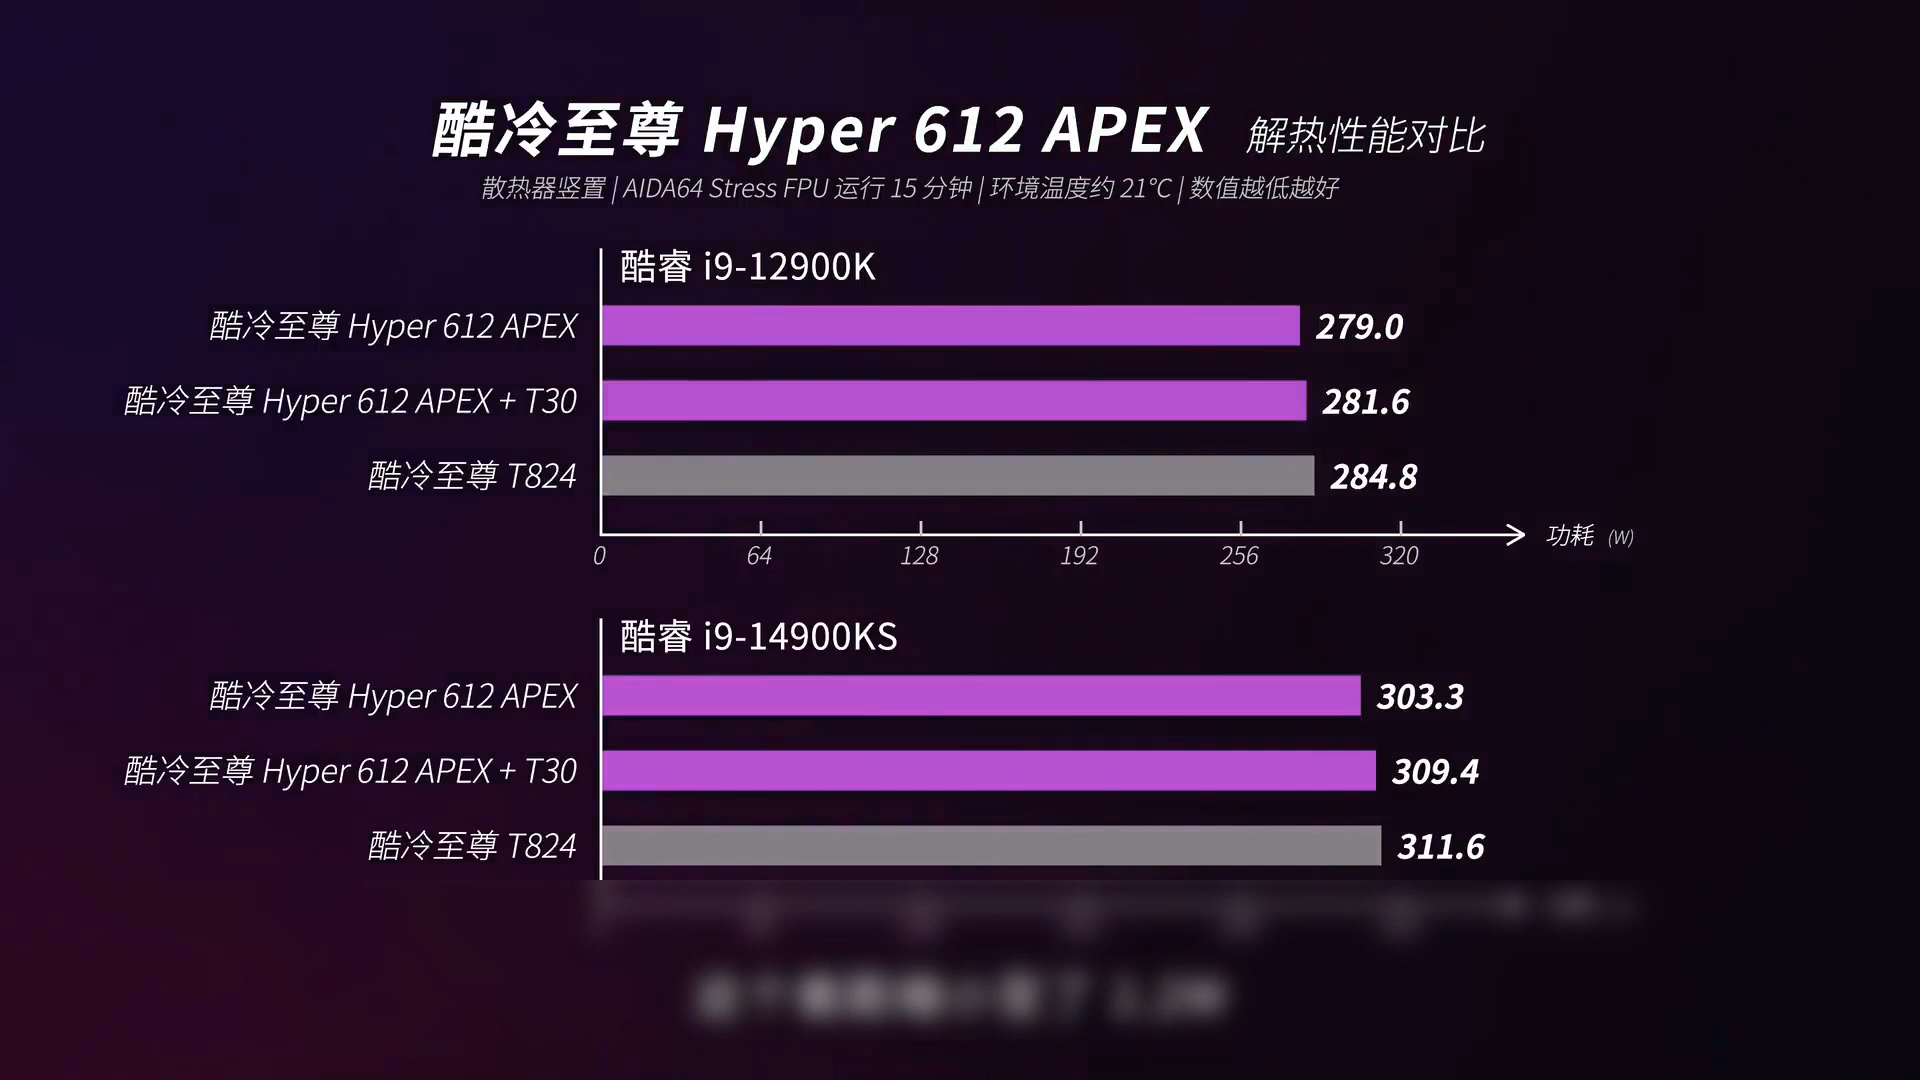 酷冷至尊 Hyper 612 APEX 解热性能对比
散热器竖置 | AIDA64 Stress FPU 运行 15 分钟 | 环境温度约 21°C | 数值越低越好
酷睿 i9-12900K
酷冷至尊 Hyper 612 APEX 279.0
酷冷至尊 Hyper 612 APEX + T30 281.6
酷冷至尊 T824 284.8
0 64 128 192 256 320 功耗 (W)
酷睿 i9-14900KS
酷冷至尊 Hyper 612 APEX 303.3
酷冷至尊 Hyper 612 APEX + T30 309.4
酷冷至尊 T824 311.6